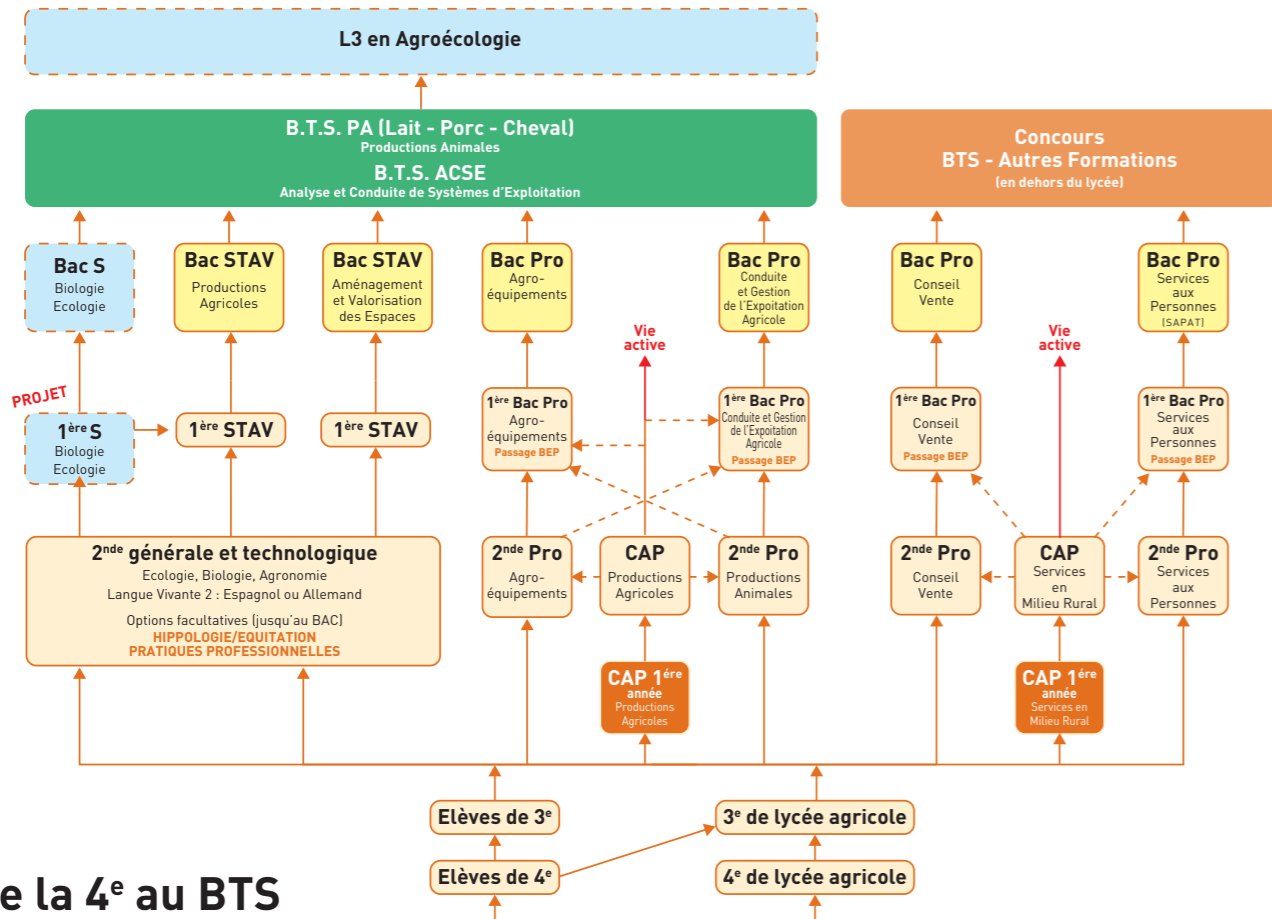 L3 en Agroécologie
B.T.S. PA (Lait - Porc - Cheval)
Productions Animales
B.T.S. ACSE
Analyse et Conduite de Systèmes d'Exploitation
Concours
BTS - Autres Formations
(en dehors du lycée)
Bac S
Biologie
Ecologie
Bac STAV
Productions
Agricoles
Bac STAV
Aménagement
et Valorisation
des Espaces
Bac Pro
Agro-
équipements
Bac Pro
Conduite
et Gestion
de l'Expoitation
Agricole
Bac Pro
Conseil
Vente
Bac Pro
Services
aux
Personnes
(SAPAT)
Vie
active
Vie
active
PROJET
1ère S
Biologie
Ecologie
1ère STAV
1ère STAV
1ère Bac Pro
Agro-
équipements
Passage BEP
1ère Bac Pro
Conduite et Gestion
de l'Expoitation
Agricole
Passage BEP
1ère Bac Pro
Conseil
Vente
Passage BEP
1ère Bac Pro
Services
aux
Personnes
Passage BEP
2nde générale et technologique
Ecologie, Biologie, Agronomie
Langue Vivante 2 : Espagnol ou Allemand
Options facultatives (jusqu'au BAC)
HIPPOLOGIE/EQUITATION
PRATIQUES PROFESSIONNELLES
2nde Pro
Agro-
équipements
CAP
Productions
Agricoles
2nde Pro
Productions
Animales
2nde Pro
Conseil
Vente
CAP
Services
en
Milieu Rural
2nde Pro
Services
aux
Personnes
CAP 1ére
année
Productions
Agricoles
CAP 1ére
année
Services en
Milieu Rural
Elèves de 3e
3e de lycée agricole
Elèves de 4e
4e de lycée agricole
e la 4e au BTS